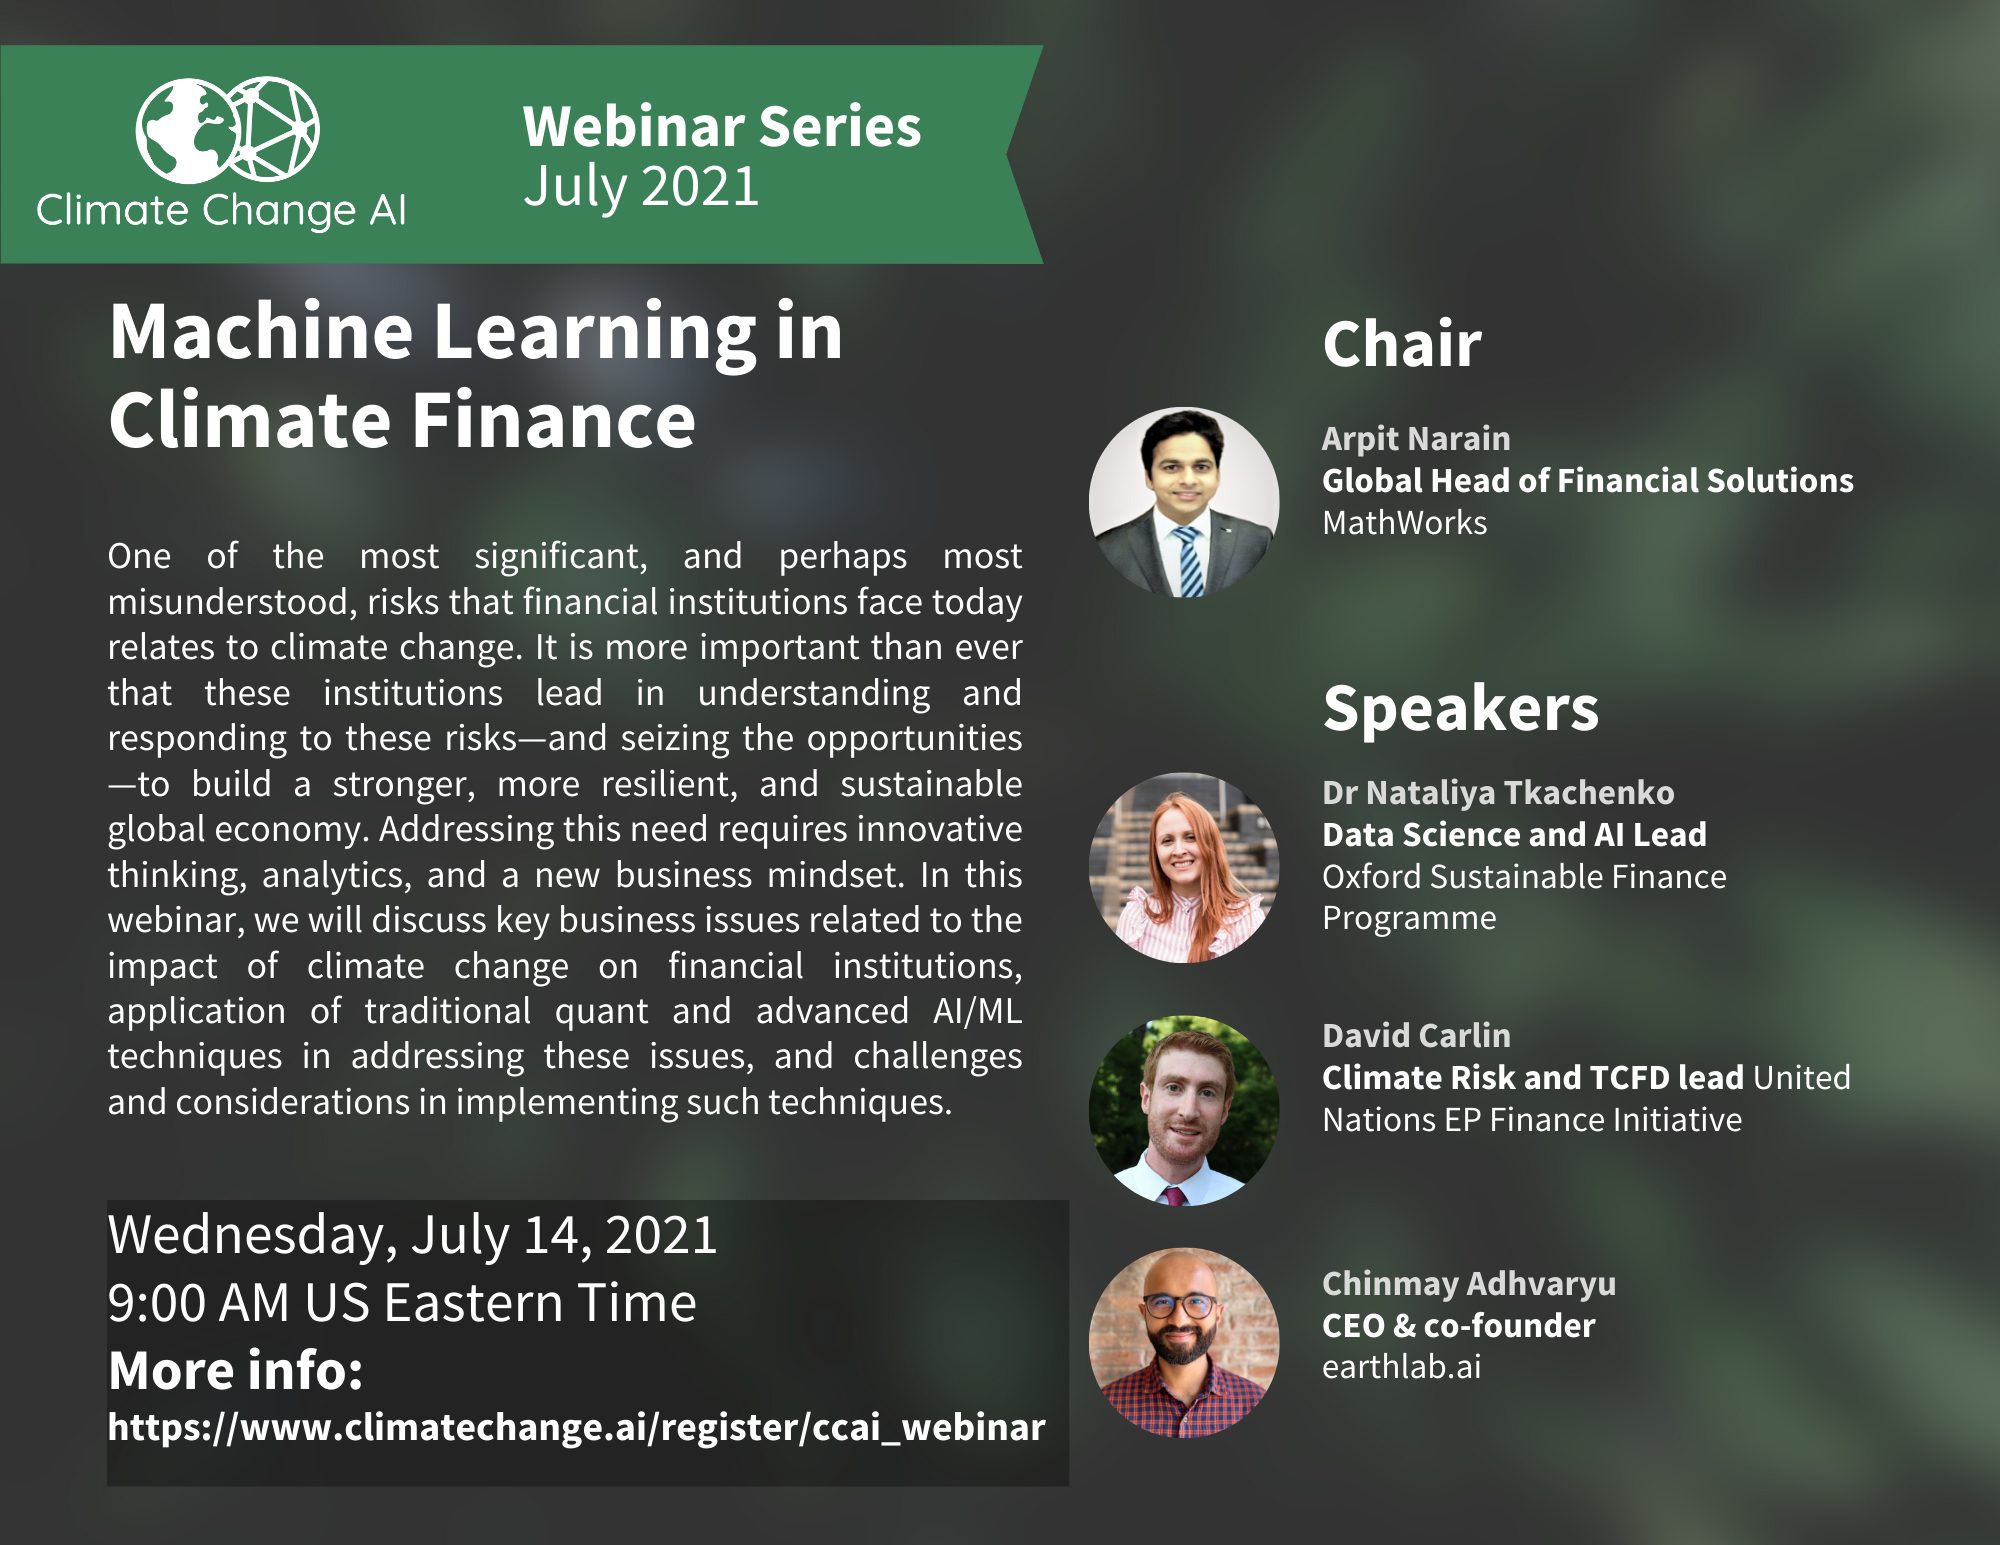 Climate Change AI
Webinar Series
July 2021
Machine Learning in
Climate Finance
One of the most significant, and perhaps most
misunderstood, risks that financial institutions face today
relates to climate change. It is more important than ever
that these institutions lead in understanding and
responding to these risks—and seizing the opportunities
—to build a stronger, more resilient, and sustainable
global economy. Addressing this need requires innovative
thinking, analytics, and a new business mindset. In this
webinar, we will discuss key business issues related to the
impact of climate change on financial institutions,
application of traditional quant and advanced AI/ML
techniques in addressing these issues, and challenges
and considerations in implementing such techniques.
Wednesday, July 14, 2021
9:00 AM US Eastern Time
More info:
https://www.climatechange.ai/register/ccai_webinar
Chair
Arpit Narain
Global Head of Financial Solutions
MathWorks
Speakers
Dr Nataliya Tkachenko
Data Science and AI Lead
Oxford Sustainable Finance
Programme
David Carlin
Climate Risk and TCFD lead United
Nations EP Finance Initiative
Chinmay Adhvaryu
CEO & co-founder
earthlab.ai